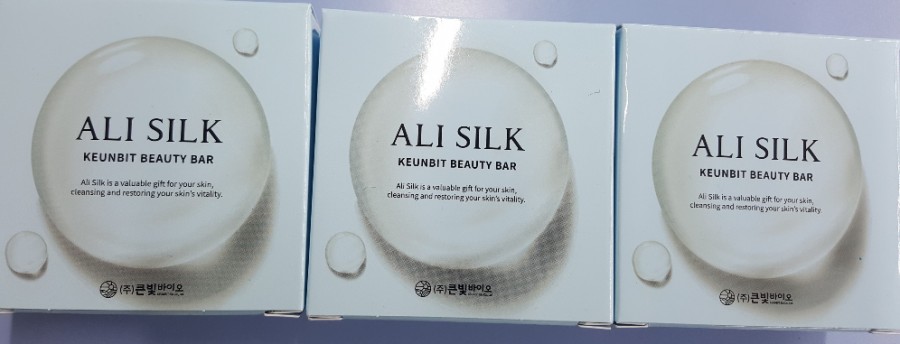 ALI SILK
KEUNBIT BEAUTY BAR
Ali Silk is a valuable gift for your skin,
cleansing and restoring your skin's vitality.
(주)큰빛바이오
ALI SILK
KEUNBIT BEAUTY BAR
Ali Silk is a valuable gift for your skin,
cleansing and restoring your skin's vitality.
(주)큰빛바이오
ALI SILK
KEUNBIT BEAUTY BAR
Ali Silk is a valuable gift for your skin,
cleansing and restoring your skin's vitality.
(주)큰빛바이오